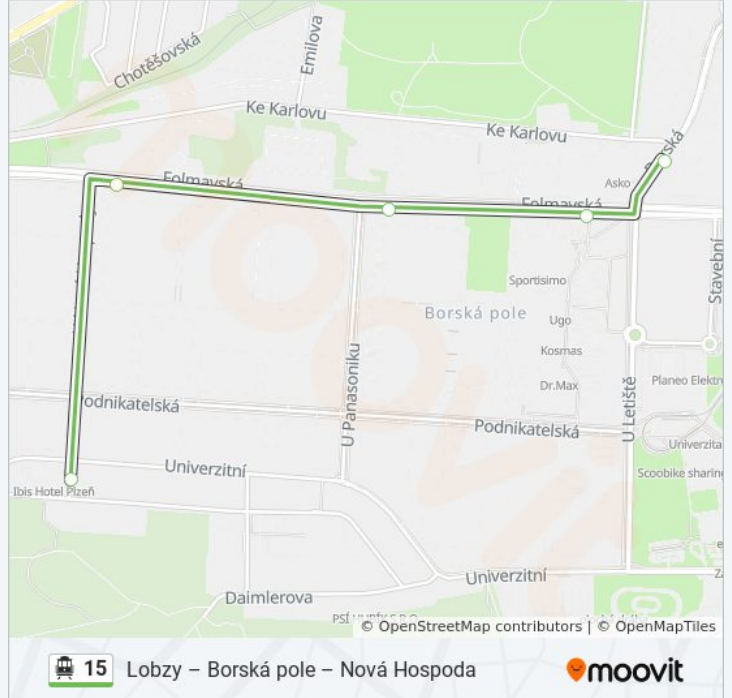 Chotěšovská
Emilova
Ke Karlovu
Ke Karlovu
Folmavská
Asko
Folmavská
Stavební
Sportisimo
Borská pole
Ugo
Kosmas
Dr.Max
U Panasoniku
U Letiště
Planeo Elektr
Podnikatelská
Podnikatelská
Univerzitní
Univerzita
Scoobike sharing
Ibis Hotel Plzeň
Univerzitní
Daimlerova
© OpenStreetMap contributors | © OpenMapTiles
15 Lobzy – Borská pole – Nová Hospoda
moovit